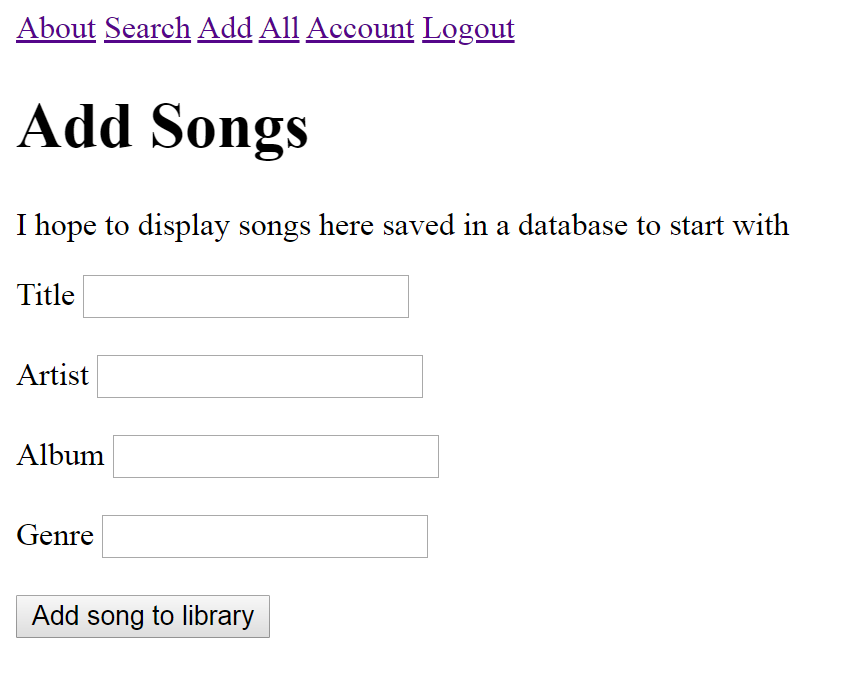 About Search Add All Account Logout
Add Songs
I hope to display songs here saved in a database to start with
Title
Artist
Album
Genre
Add song to library